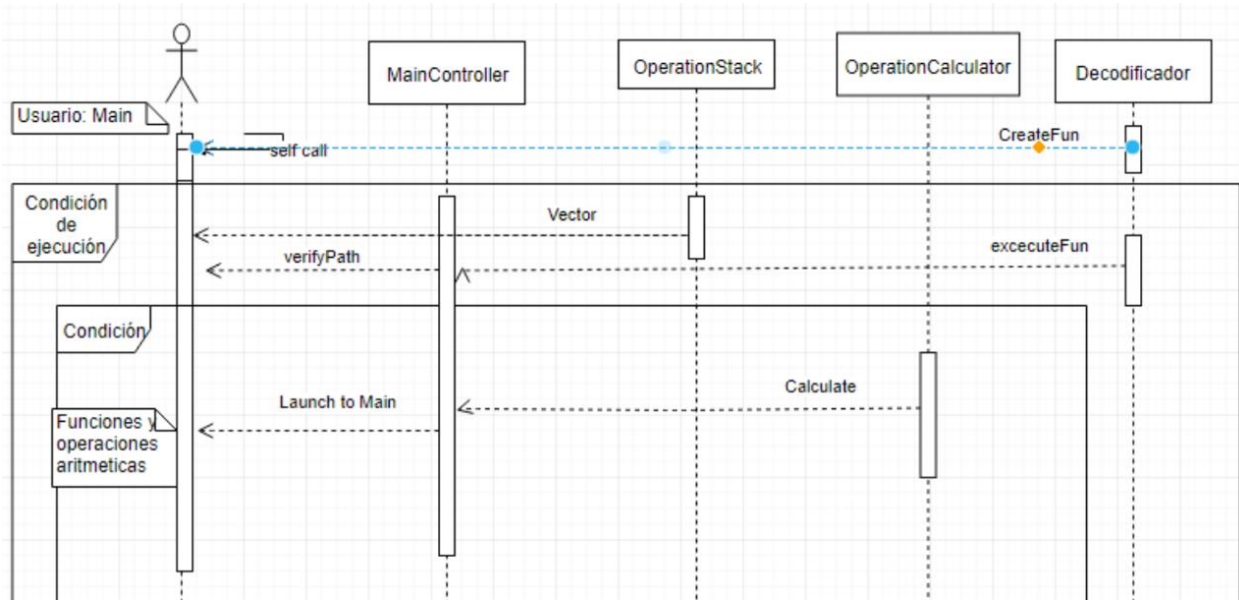 MainController
OperationStack
OperationCalculator
Decodificador
Usuario: Main
CreateFun
self call
Condición
de
ejecución
Vector
verifyPath
excecuteFun
Condición
Calculate
Launch to Main
Funciones y
operaciones
aritmeticas